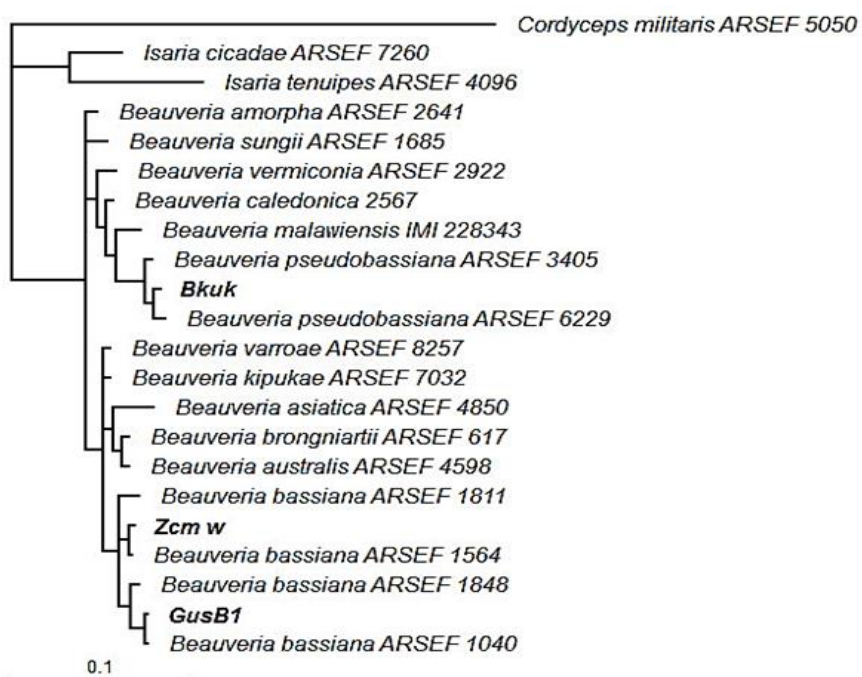 Cordyceps militaris ARSEF 5050
Isaria cicadae ARSEF 7260
Isaria tenuipes ARSEF 4096
Beauveria amorpha ARSEF 2641
Beauveria sungii ARSEF 1685
Beauveria vermiconia ARSEF 2922
Beauveria caledonica 2567
Beauveria malawiensis IMI 228343
Beauveria pseudobassiana ARSEF 3405
Bkuk
Beauveria pseudobassiana ARSEF 6229
Beauveria varroae ARSEF 8257
Beauveria kipukae ARSEF 7032
Beauveria asiatica ARSEF 4850
Beauveria brongniartii ARSEF 617
Beauveria australis ARSEF 4598
Beauveria bassiana ARSEF 1811
Zcm w
Beauveria bassiana ARSEF 1564
Beauveria bassiana ARSEF 1848
GusB1
Beauveria bassiana ARSEF 1040
0.1